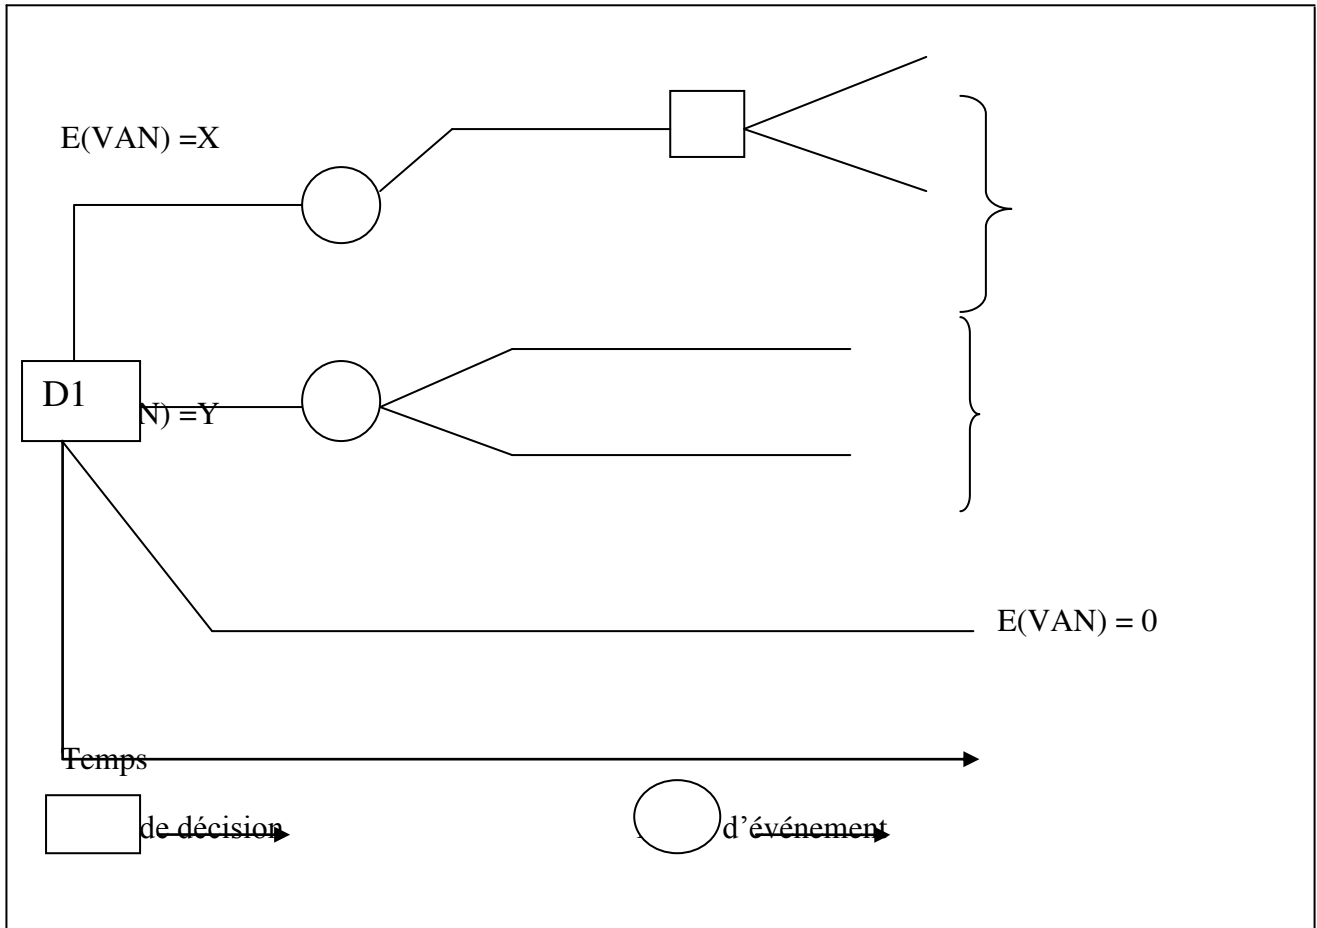 E(VAN) =X
D1
N) =Y
E(VAN) = 0
Temps
de décision
d’événement